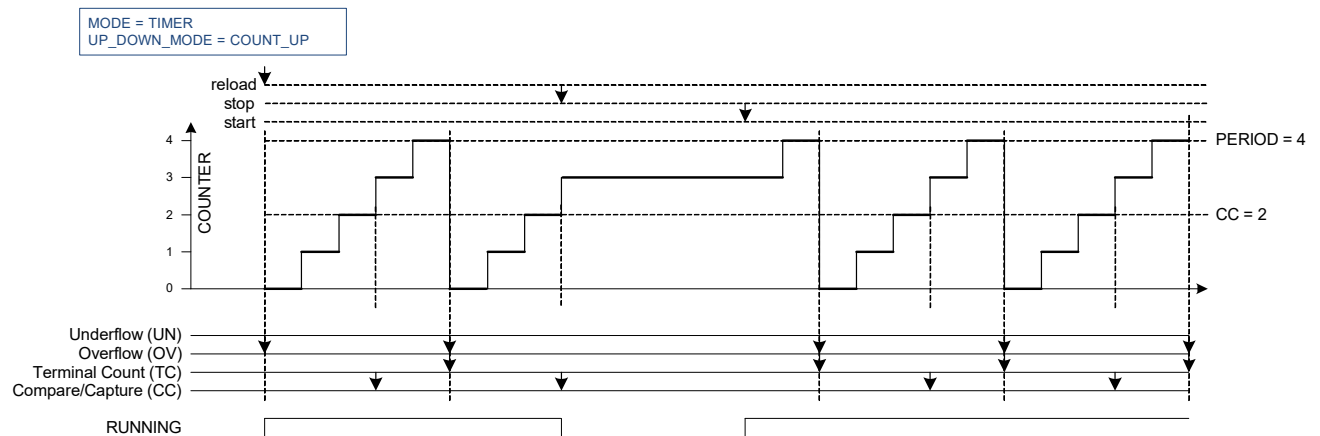 MODE = TIMER
UP_DOWN_MODE = COUNT_UP
reload
stop
start
4
PERIOD = 4
3
COUNTER
2
CC = 2
1
0
Underflow (UN)
Overflow (OV)
Terminal Count (TC)
Compare/Capture (CC)
RUNNING